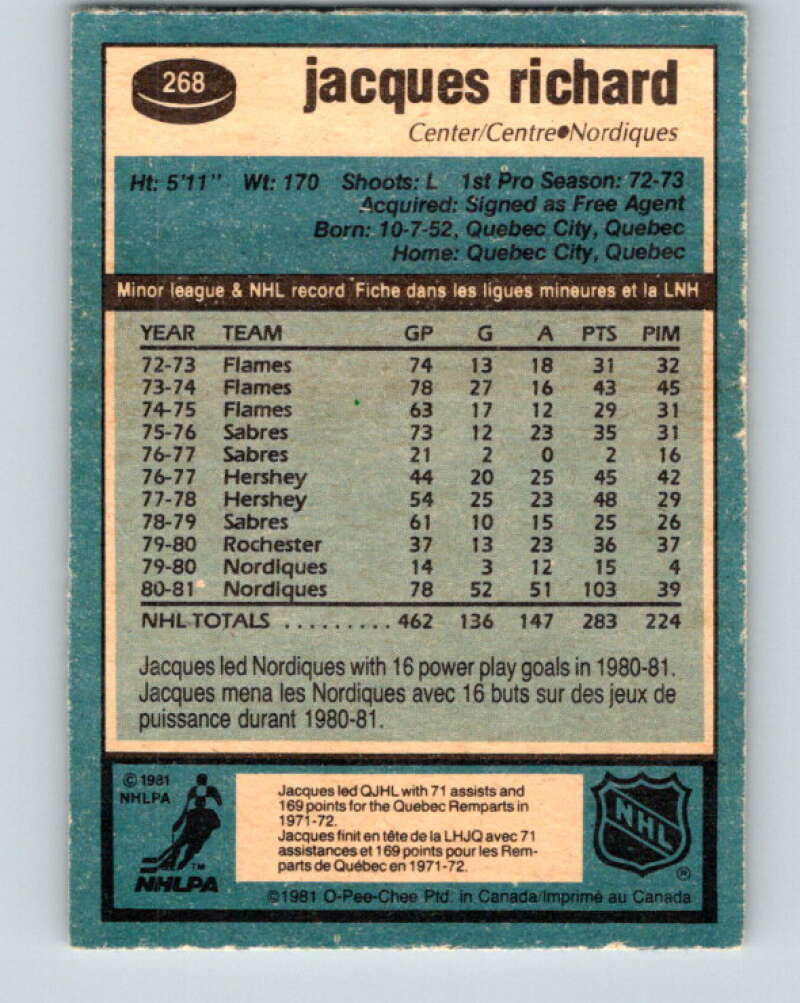 268
jacques richard
Center/Centre●Nordiques
Ht: 5'11" Wt: 170 Shoots: L 1st Pro Season: 72-73
Acquired: Signed as Free Agent
Born: 10-7-52, Quebec City, Quebec
Home: Quebec City, Quebec
Minor league & NHL record Fiche dans les ligues mineures et la LNH
YEAR TEAM GP G A PTS PIM
72-73 Flames 74 13 18 31 32
73-74 Flames 78 27 16 43 45
74-75 Flames 63 17 12 29 31
75-76 Sabres 73 12 23 35 31
76-77 Sabres 21 2 0 2 16
76-77 Hershey 44 20 25 45 42
77-78 Hershey 54 25 23 48 29
78-79 Sabres 61 10 15 25 26
79-80 Rochester 37 13 23 36 37
79-80 Nordiques 14 3 12 15 4
80-81 Nordiques 78 52 51 103 39
NHL TOTALS ......... 462 136 147 283 224
Jacques led Nordiques with 16 power play goals in 1980-81.
Jacques mena les Nordiques avec 16 buts sur des jeux de
puissance durant 1980-81.
© 1981
NHLPA
TM
NHLPA
Jacques led QJHL with 71 assists and
169 points for the Quebec Remparts in
1971-72.
Jacques finit en tête de la LHJQ avec 71
assistances et 169 points pour les Rem-
parts de Québec en 1971-72.
NHL
®
©1981 O-Pee-Chee Ptd. in Canada/Imprimé au Canada